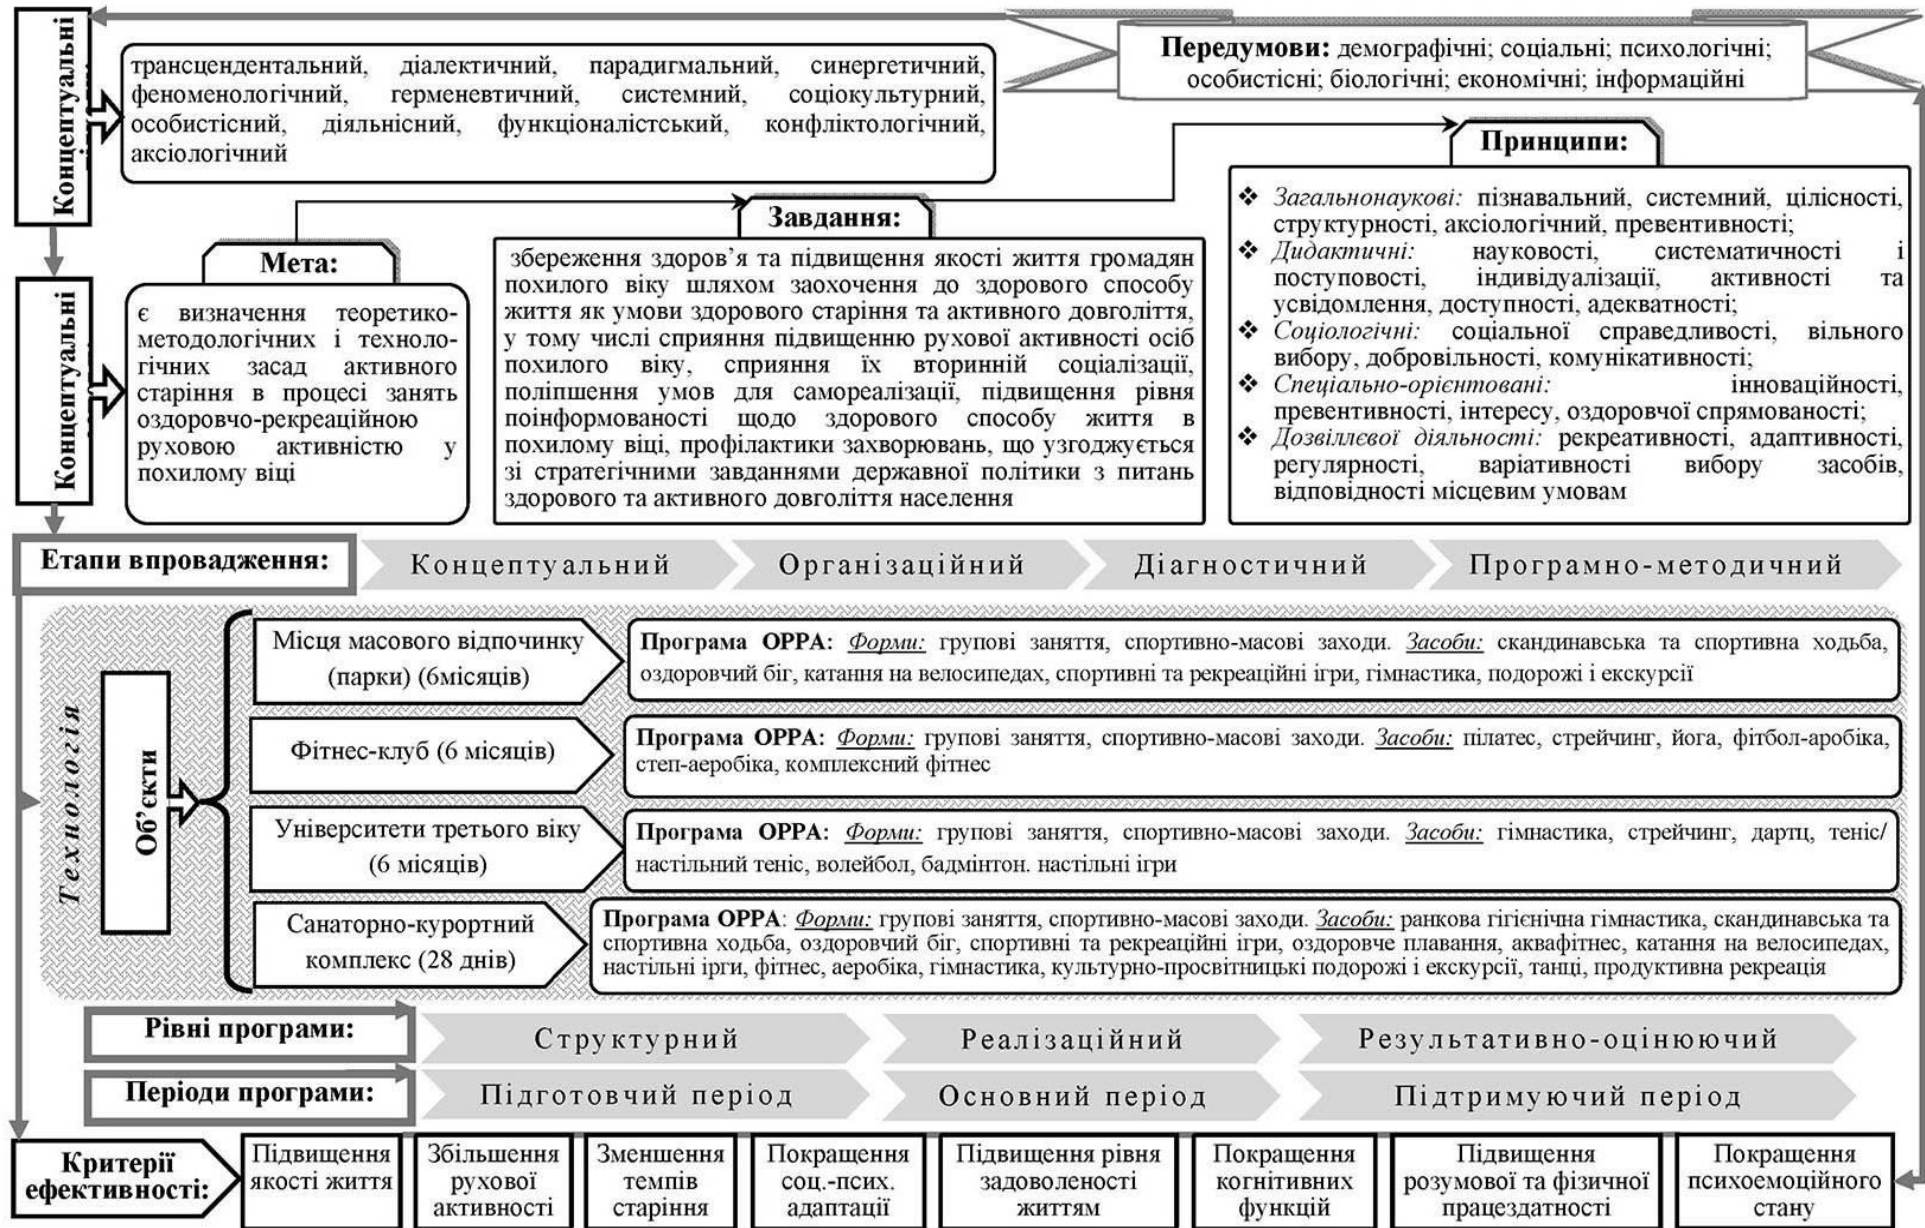 Концептуальні
Передумови: демографічні; соціальні; психологічні;
особистісні; біологічні; економічні; інформаційні
трансцендентальний, діалектичний, парадигмальний, синергетичний,
феноменологічний, герменевтичний, системний, соціокультурний,
особистісний, діяльнісний, функціоналістський, конфліктологічний,
аксіологічний
Концептуальні
Мета:
є визначення теоретико-
методологічних і техноло-
гічних засад активного
старіння в процесі занять
оздоровчо-рекреаційною
руховою активністю у
похилому віці
Завдання:
збереження здоров’я та підвищення якості життя громадян
похилого віку шляхом заохочення до здорового способу
життя як умови здорового старіння та активного довголіття,
у тому числі сприяння підвищенню рухової активності осіб
похилого віку, сприяння їх вторинній соціалізації,
поліпшення умов для самореалізації, підвищення рівня
поінформованості щодо здорового способу життя в
похилому віці, профілактики захворювань, що узгоджується
зі стратегічними завданнями державної політики з питань
здорового та активного довголіття населення
Принципи:
❖ Загальнонаукові: пізнавальний, системний, цілісності,
структурності, аксіологічний, превентивності;
❖ Дидактичні: науковості, систематичності і
поступовості, індивідуалізації, активності та
усвідомлення, доступності, адекватності;
❖ Соціологічні: соціальної справедливості, вільного
вибору, добровільності, комунікативності;
❖ Спеціально-орієнтовані: інноваційності,
превентивності, інтересу, оздоровчої спрямованості;
❖ Дозвіллєвої діяльності: рекреативності, адаптивності,
регулярності, варіативності вибору засобів,
відповідності місцевим умовам
Етапи впровадження:
Концептуальний
Організаційний
Діагностичний
Програмно-методичний
Технологія
Об’єкти
Місця масового відпочинку
(парки) (6місяців)
Програма ОРРА: Форми: групові заняття, спортивно-масові заходи. Засоби: скандинавська та спортивна ходьба,
оздоровчий біг, катання на велосипедах, спортивні та рекреаційні ігри, гімнастика, подорожі і екскурсії
Фітнес-клуб (6 місяців)
Програма ОРРА: Форми: групові заняття, спортивно-масові заходи. Засоби: пілатес, стрейчинг, йога, фітбол-аробіка,
степ-аеробіка, комплексний фітнес
Університети третього віку
(6 місяців)
Програма ОРРА: Форми: групові заняття, спортивно-масові заходи. Засоби: гімнастика, стрейчинг, дартц, теніс/
настільний теніс, волейбол, бадмінтон. настільні ігри
Санаторно-курортний
комплекс (28 днів)
Програма ОРРА: Форми: групові заняття, спортивно-масові заходи. Засоби: ранкова гігієнічна гімнастика, скандинавська та
спортивна ходьба, оздоровчий біг, спортивні та рекреаційні ігри, оздоровче плавання, аквафітнес, катання на велосипедах,
настільні ірги, фітнес, аеробіка, гімнастика, культурно-просвітницькі подорожі і екскурсії, танці, продуктивна рекреація
Рівні програми:
Структурний
Реалізаційний
Результативно-оцінюючий
Періоди програми:
Підготовчий період
Основний період
Підтримуючий період
Критерії
ефективності:
Підвищення
якості життя
Збільшення
рухової
активності
Зменшення
темпів
старіння
Покращення
соц.-псих.
адаптації
Підвищення рівня
задоволеності
життям
Покращення
когнітивних
функцій
Підвищення
розумової та фізичної
працездатності
Покращення
психоемоційного
стану